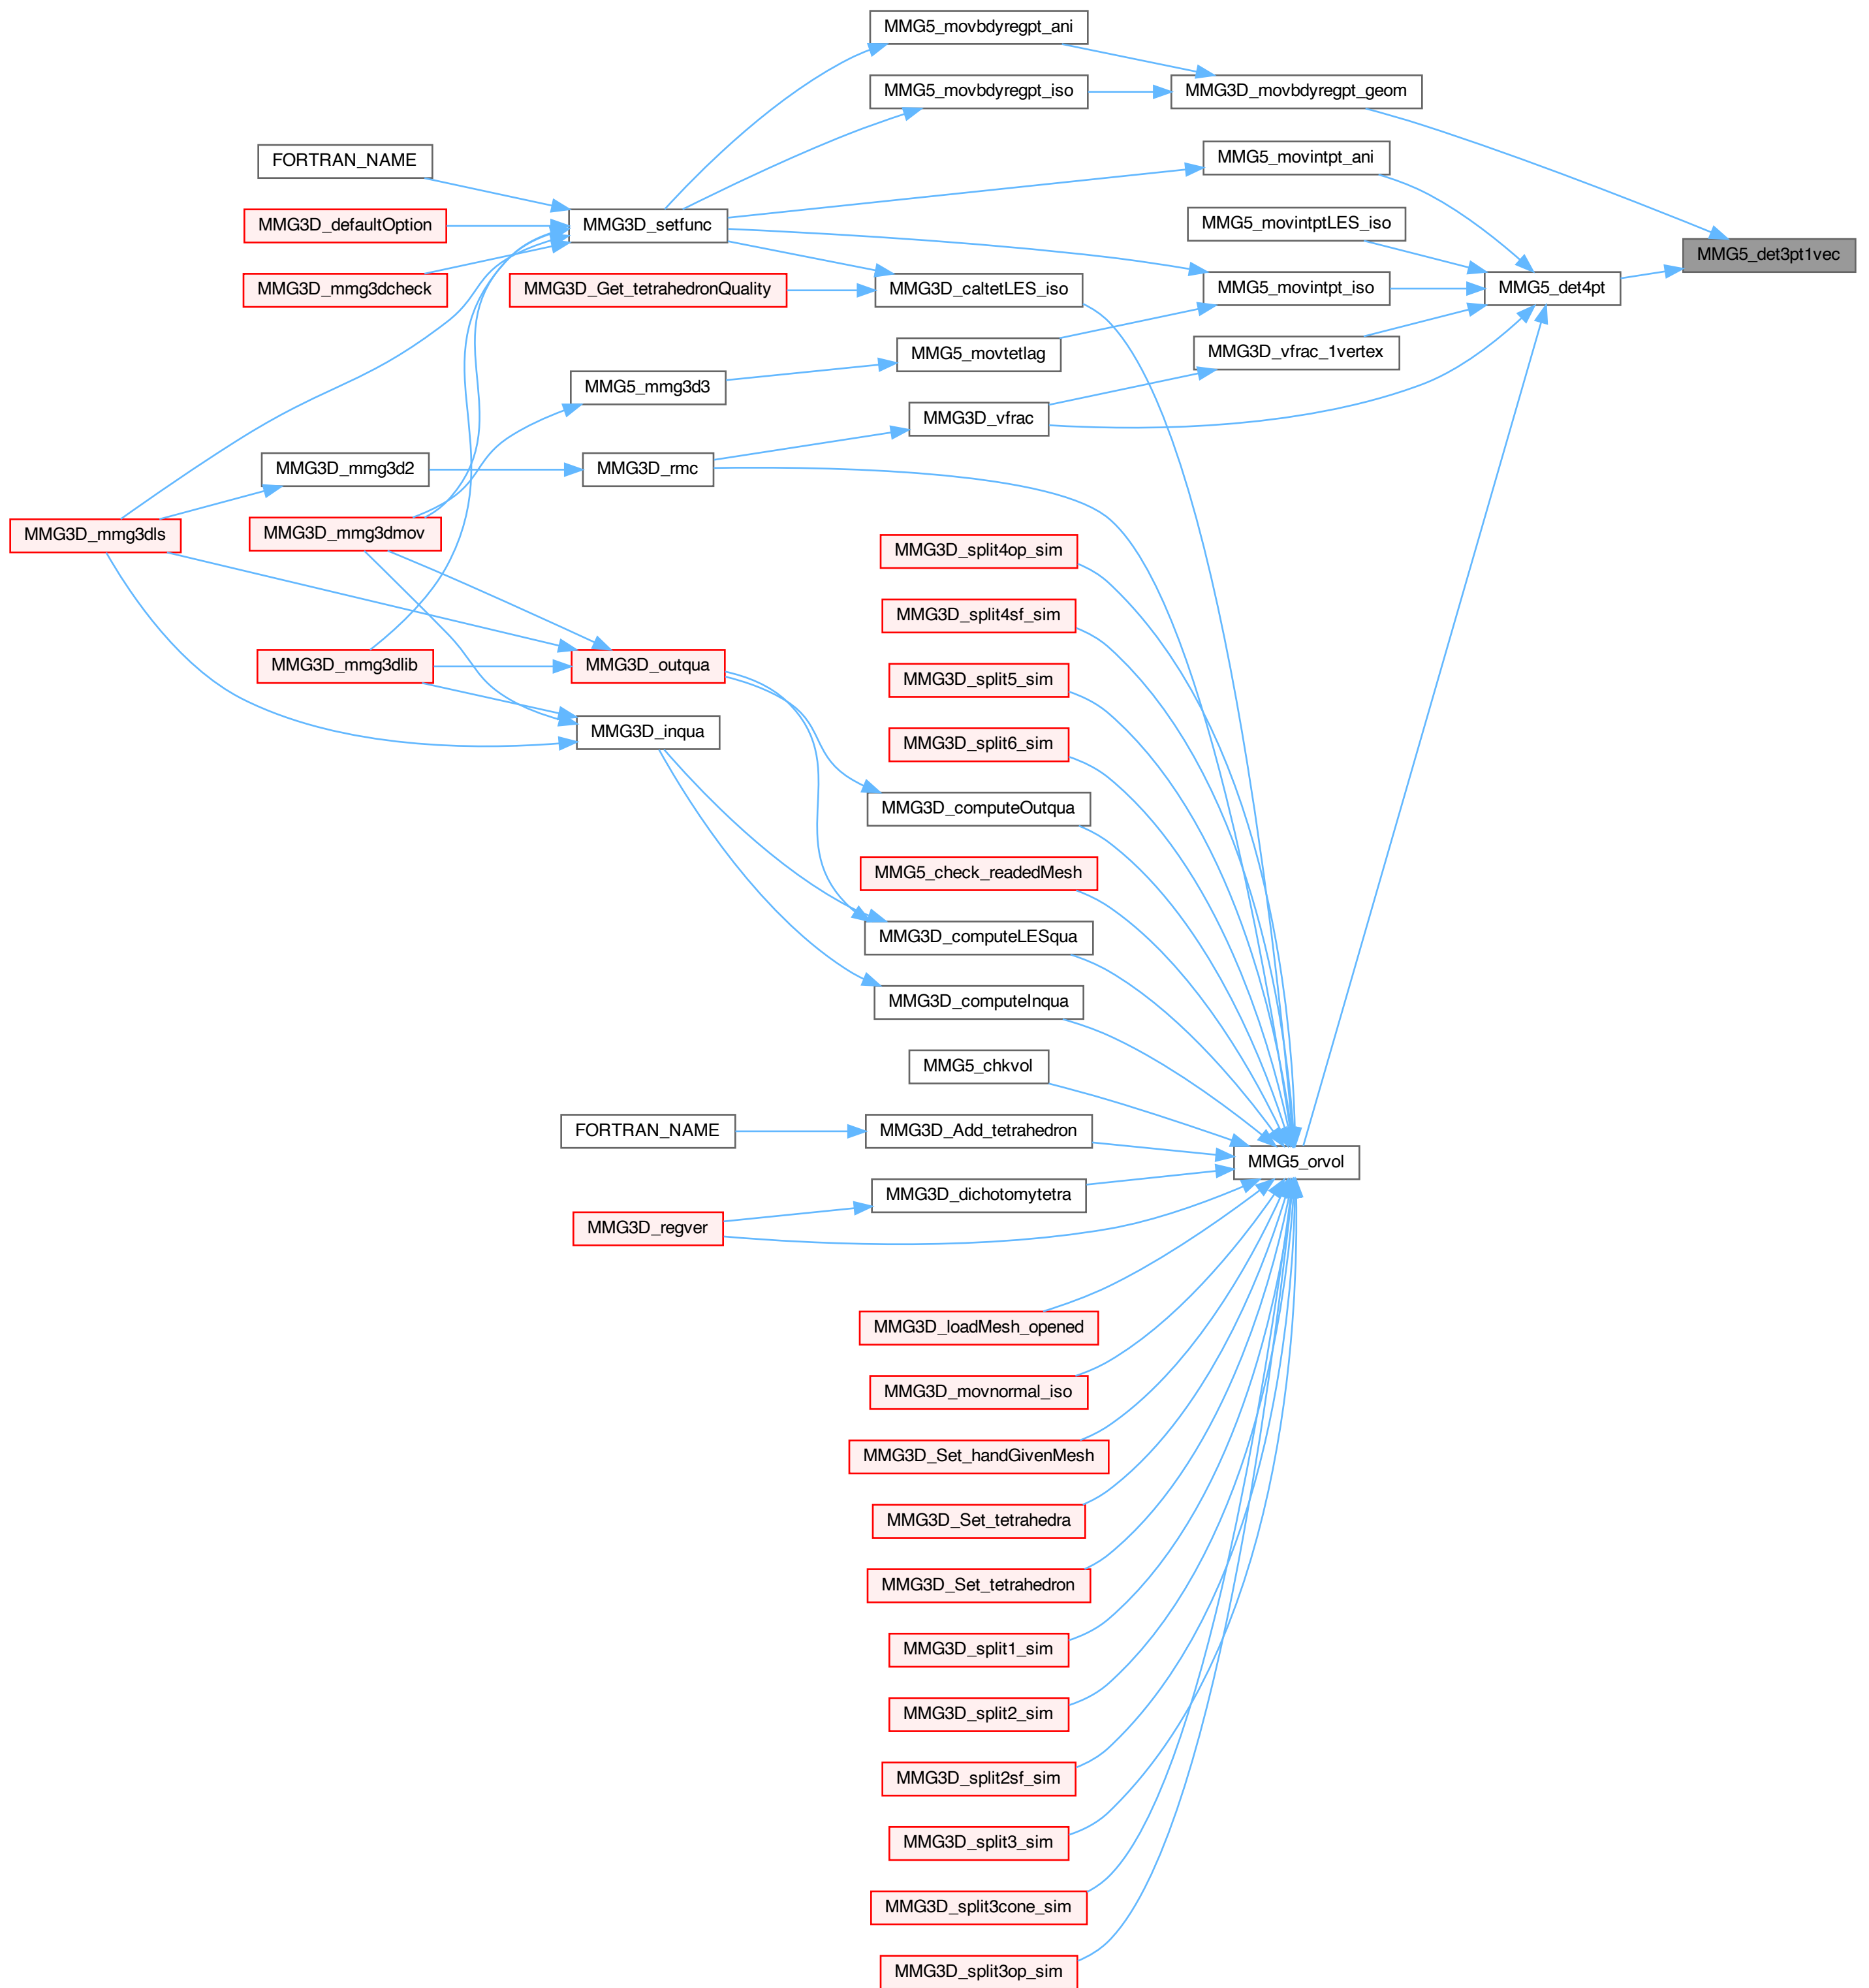 MMG5_movbdyregpt_ani
MMG5_movbdyregpt_iso
MMG3D_movbdyregpt_geom
FORTRAN_NAME
MMG5_movintpt_ani
MMG3D_defaultOption
MMG3D_setfunc
MMG5_movintptLES_iso
MMG5_det3pt1vec
MMG3D_mmg3dcheck
MMG3D_Get_tetrahedronQuality
MMG3D_caltetLES_iso
MMG5_movintpt_iso
MMG5_det4pt
MMG5_movtetlag
MMG3D_vfrac_1vertex
MMG5_mmg3d3
MMG3D_vfrac
MMG3D_mmg3d2
MMG3D_rmc
MMG3D_mmg3dls
MMG3D_mmg3dmov
MMG3D_split4op_sim
MMG3D_split4sf_sim
MMG3D_mmg3dlib
MMG3D_outqua
MMG3D_split5_sim
MMG3D_inqua
MMG3D_split6_sim
MMG3D_computeOutqua
MMG5_check_readedMesh
MMG3D_computeLESqua
MMG3D_computeInqua
MMG5_chkvol
FORTRAN_NAME
MMG3D_Add_tetrahedron
MMG5_orvol
MMG3D_dichotomytetra
MMG3D_regver
MMG3D_loadMesh_opened
MMG3D_movnormal_iso
MMG3D_Set_handGivenMesh
MMG3D_Set_tetrahedra
MMG3D_Set_tetrahedron
MMG3D_split1_sim
MMG3D_split2_sim
MMG3D_split2sf_sim
MMG3D_split3_sim
MMG3D_split3cone_sim
MMG3D_split3op_sim